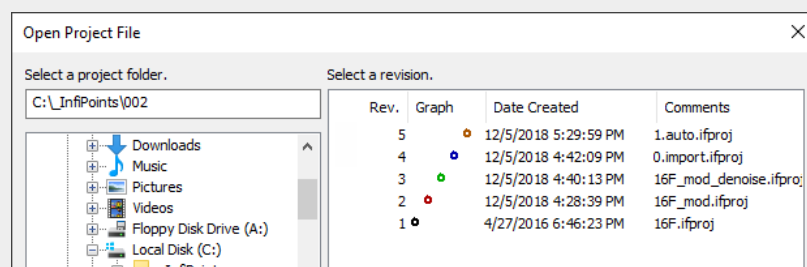 Open Project File
Select a project folder.
Select a revision.
C:\_InfiPoints\002
Rev. Graph Date Created Comments
5 12/5/2018 5:29:59 PM 1.auto.ifproj
4 12/5/2018 4:42:09 PM 0.import.ifproj
3 12/5/2018 4:40:13 PM 16F_mod_denoise.ifproj
2 12/5/2018 4:28:39 PM 16F_mod.ifproj
1 4/27/2016 6:46:23 PM 16F.ifproj
Downloads
Music
Pictures
Videos
Floppy Disk Drive (A:)
Local Disk (C:)